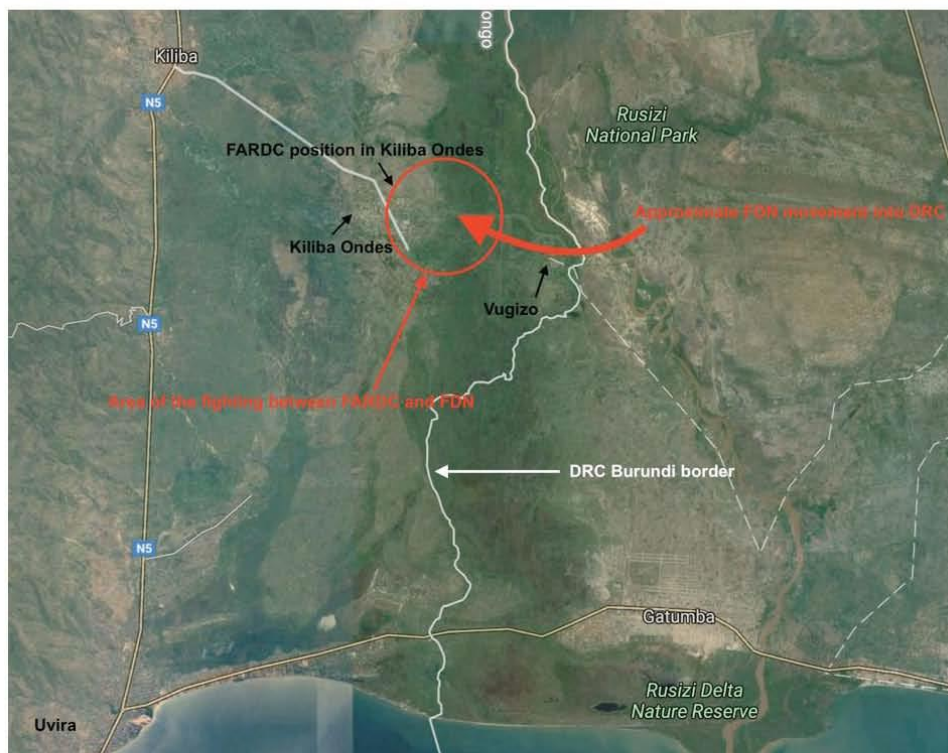 ongo
Kiliba
N5
Rusizi
National Park
FARDC position in Kiliba Ondes
Approximate FDN movement into DRC
Kiliba Ondes
Vugizo
N5
Area of the fighting between FARDC and FDN
DRC Burundi border
N5
Gatumba
Rusizi Delta
Nature Reserve
Uvira